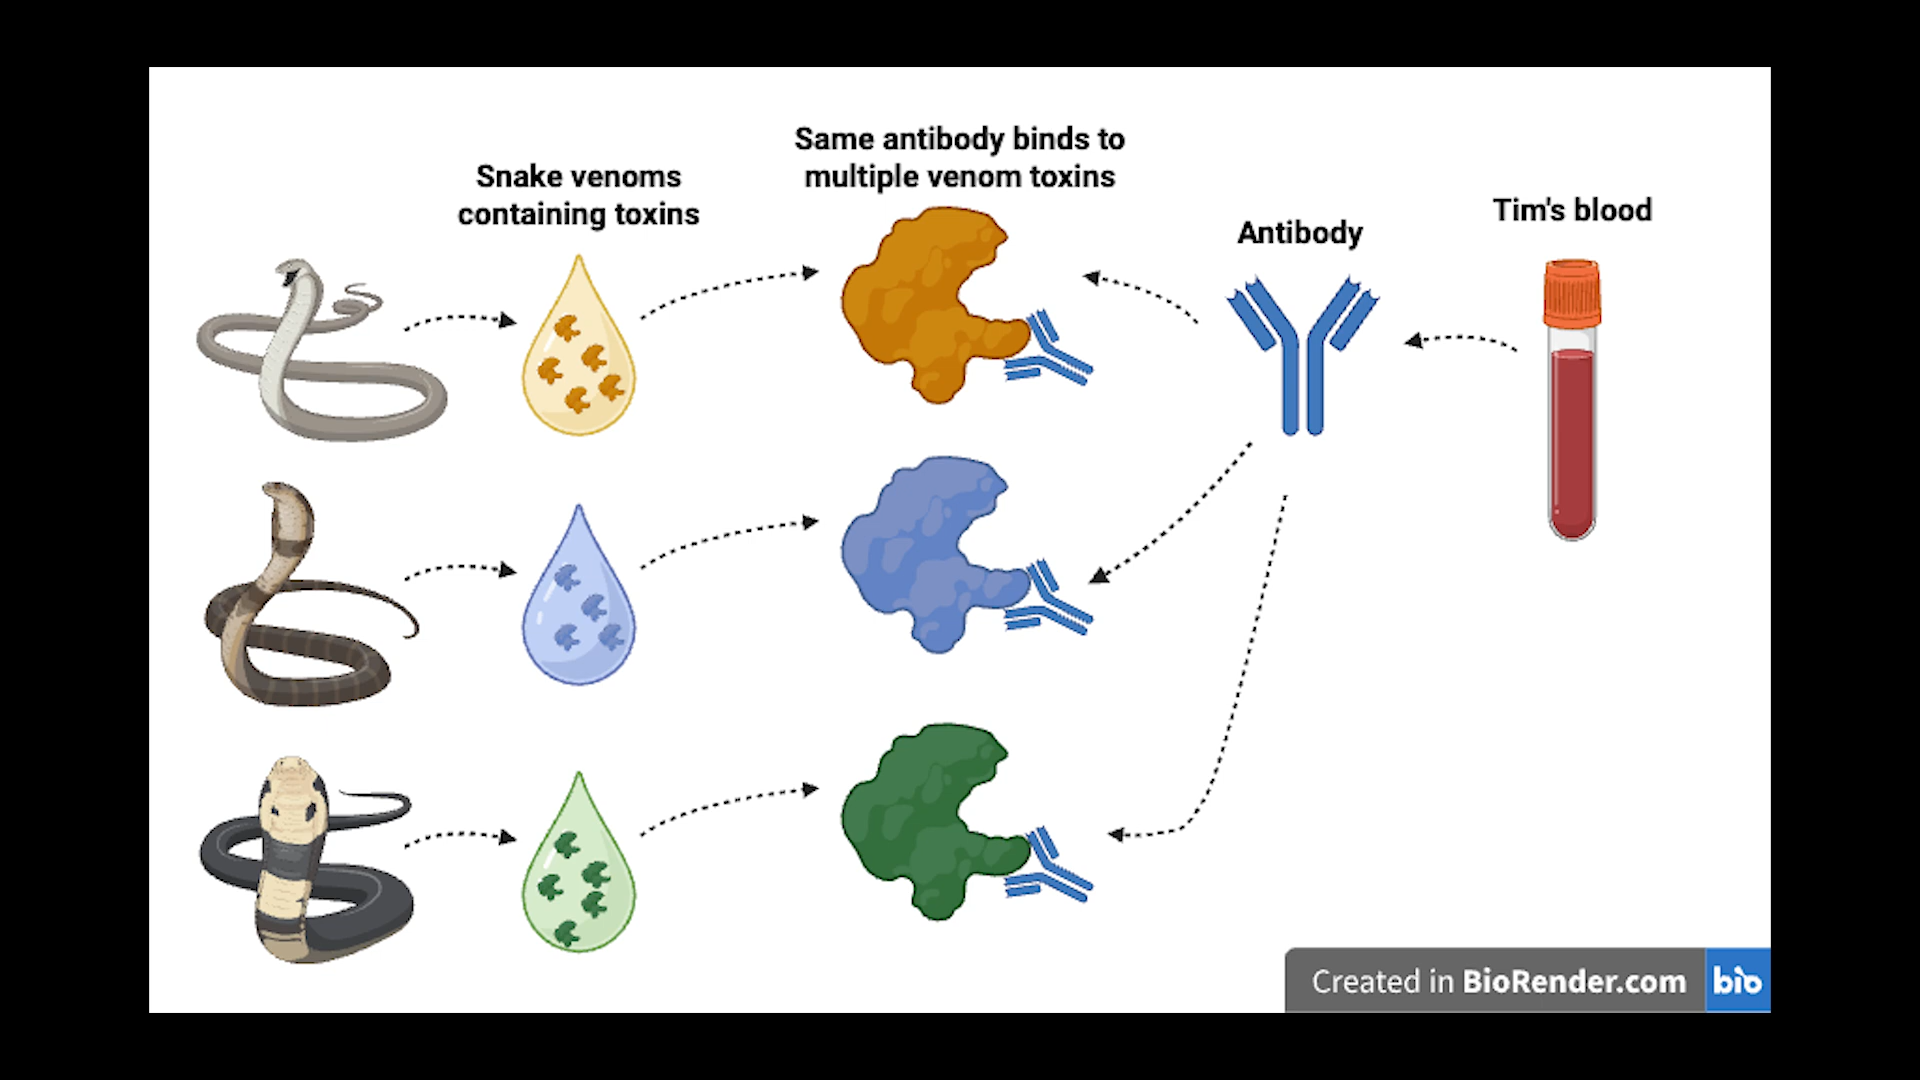 Same antibody binds to
multiple venom toxins
Snake venoms
containing toxins
Antibody
Tim's blood
Created in BioRender.com bio